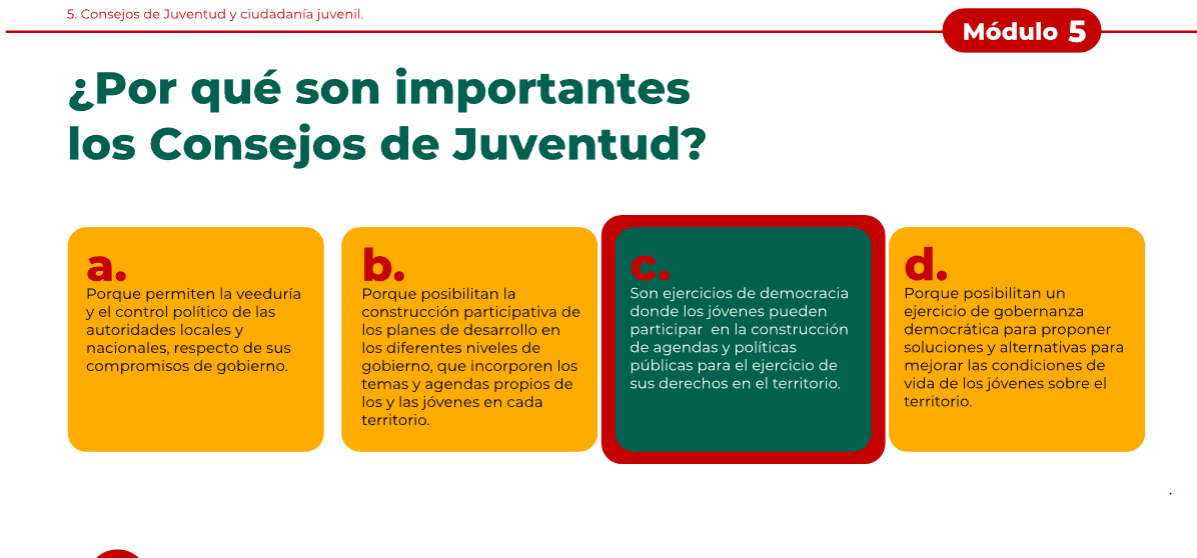 5. Consejos de Juventud y ciudadanía juvenil.
Módulo 5
¿Por qué son importantes
los Consejos de Juventud?
a.
Porque permiten la veeduría
y el control político de las
autoridades locales y
nacionales, respecto de sus
compromisos de gobierno.
b.
Porque posibilitan la
construcción participativa de
los planes de desarrollo en
los diferentes niveles de
gobierno, que incorporen los
temas y agendas propios de
los y las jóvenes en cada
territorio.
c.
Son ejercicios de democracia
donde los jóvenes pueden
participar en la construcción
de agendas y políticas
públicas para el ejercicio de
sus derechos en el territorio.
d.
Porque posibilitan un
ejercicio de gobernanza
democrática para proponer
soluciones y alternativas para
mejorar las condiciones de
vida de los jóvenes sobre el
territorio.